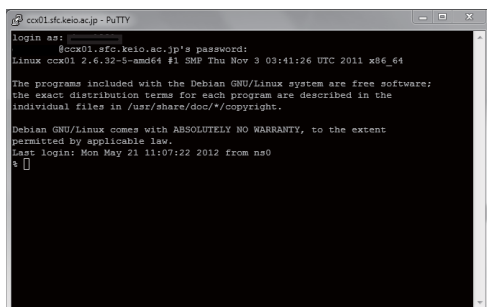 ccx01.sfc.keio.ac.jp - PuTTY
login as:
@ccx01.sfc.keio.ac.jp's password:
Linux ccx01 2.6.32-5-amd64 #1 SMP Thu Nov 3 03:41:26 UTC 2011 x86_64
The programs included with the Debian GNU/Linux system are free software;
the exact distribution terms for each program are described in the
individual files in /usr/share/doc/*/copyright.
Debian GNU/Linux comes with ABSOLUTELY NO WARRANTY, to the extent
permitted by applicable law.
Last login: Mon May 21 11:07:22 2012 from ns0
%